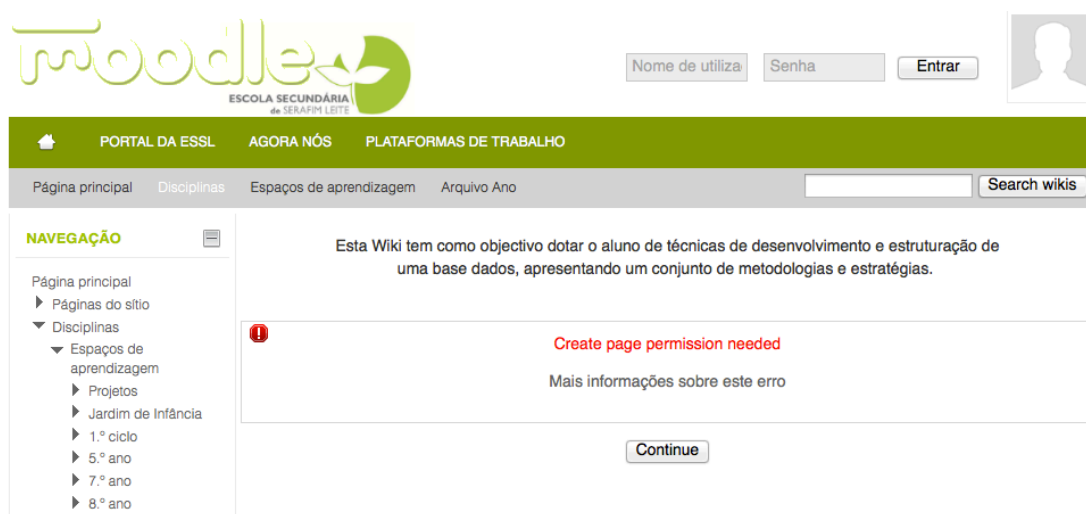 moodle
ESCOLA SECUNDÁRIA
de SERAFIM LEITE
Nome de utiliza Senha Entrar
PORTAL DA ESSL AGORA NÓS PLATAFORMAS DE TRABALHO
Página principal Disciplinas Espaços de aprendizagem Arquivo Ano Search wikis
NAVEGAÇÃO
Página principal
Páginas do sítio
Disciplinas
Espaços de
aprendizagem
Projetos
Jardim de Infância
1.º ciclo
5.º ano
7.º ano
8.º ano
Esta Wiki tem como objectivo dotar o aluno de técnicas de desenvolvimento e estruturação de
uma base dados, apresentando um conjunto de metodologias e estratégias.
Create page permission needed
Mais informações sobre este erro
Continue